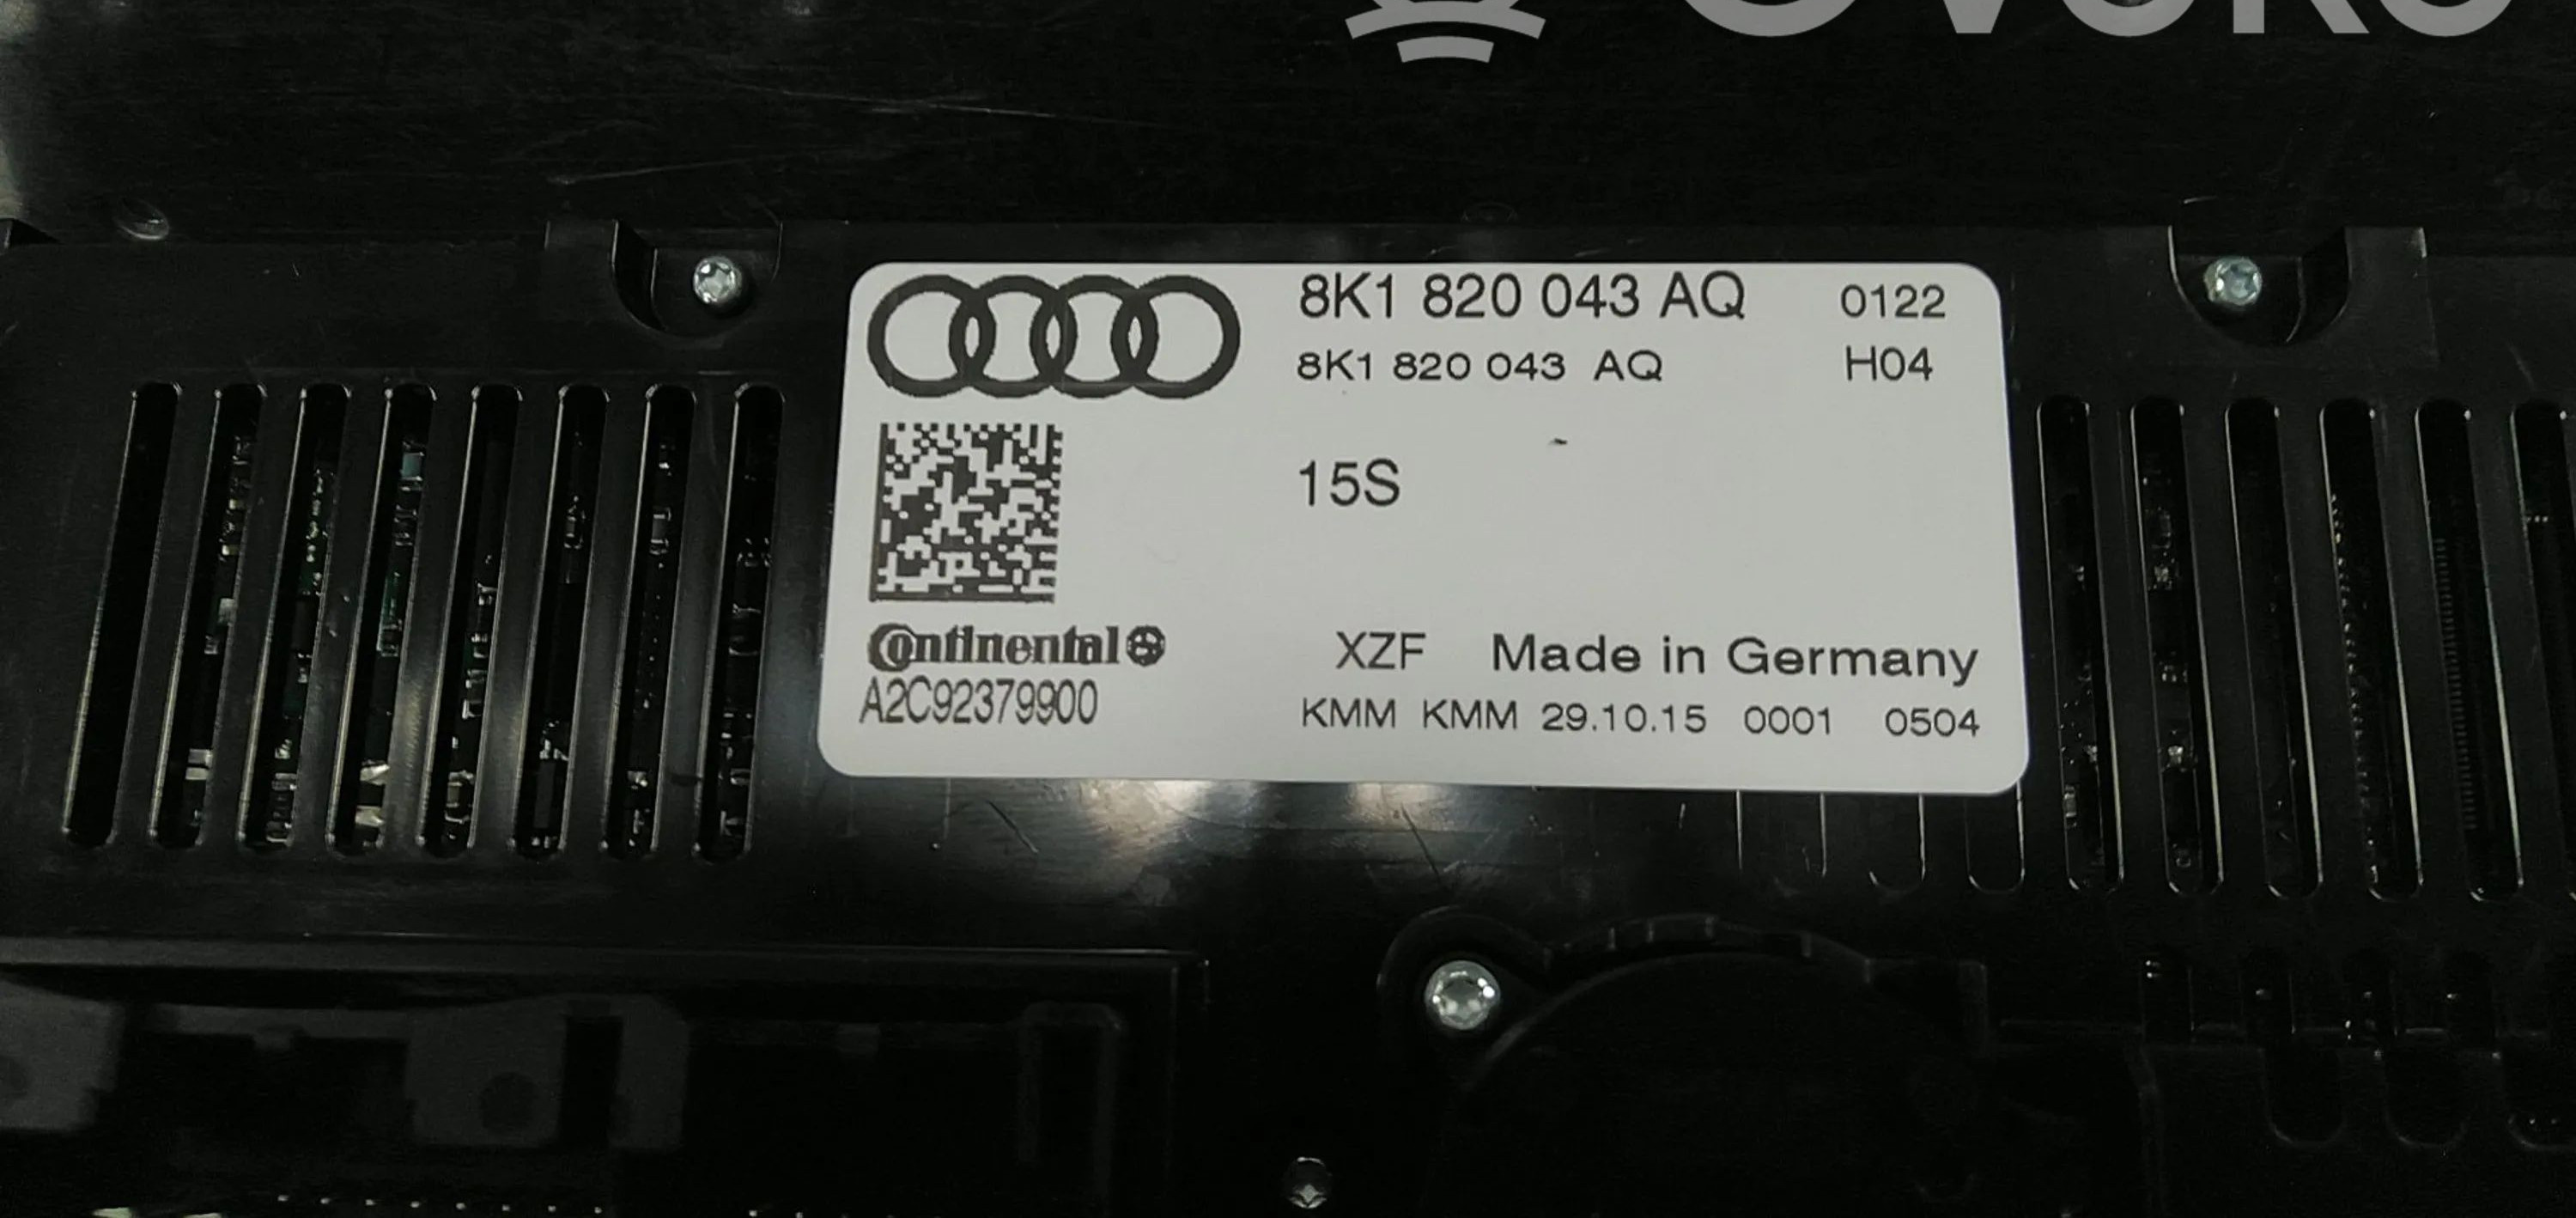 8K1 820 043 AQ 0122
8K1 820 043 AQ H04
15S
Continental
A2C92379900
XZF Made in Germany
KMM KMM 29.10.15 0001 0504